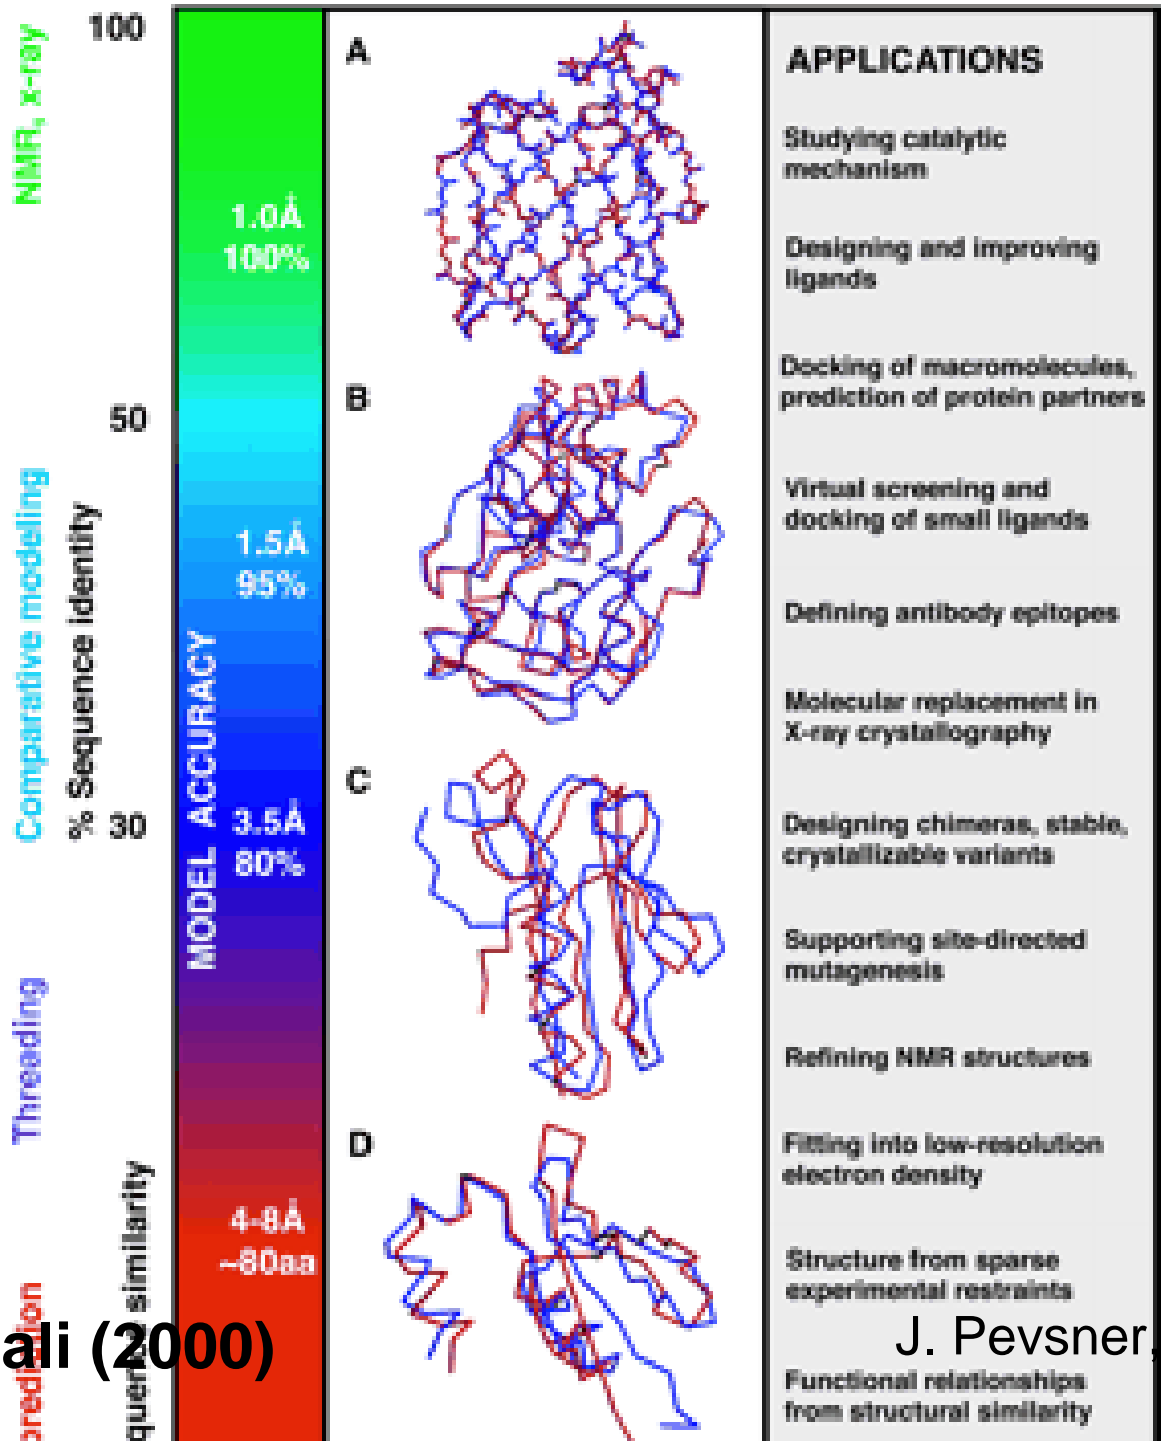 NMR, x-ray
Comparative modeling
Threading
% Sequence identity
100
50
30
MODEL ACCURACY
1.0Å
100%
1.5Å
95%
3.5Å
80%
4-8Å
~80aa
similarity
A
B
C
D
APPLICATIONS
Studying catalytic
mechanism
Designing and improving
ligands
Docking of macromolecules,
prediction of protein partners
Virtual screening and
docking of small ligands
Defining antibody epitopes
Molecular replacement in
X-ray crystallography
Designing chimeras, stable,
crystallizable variants
Supporting site-directed
mutagenesis
Refining NMR structures
Fitting into low-resolution
electron density
Structure from sparse
experimental restraints
Functional relationships
from structural similarity
ali (2000)
J. Pevsner,